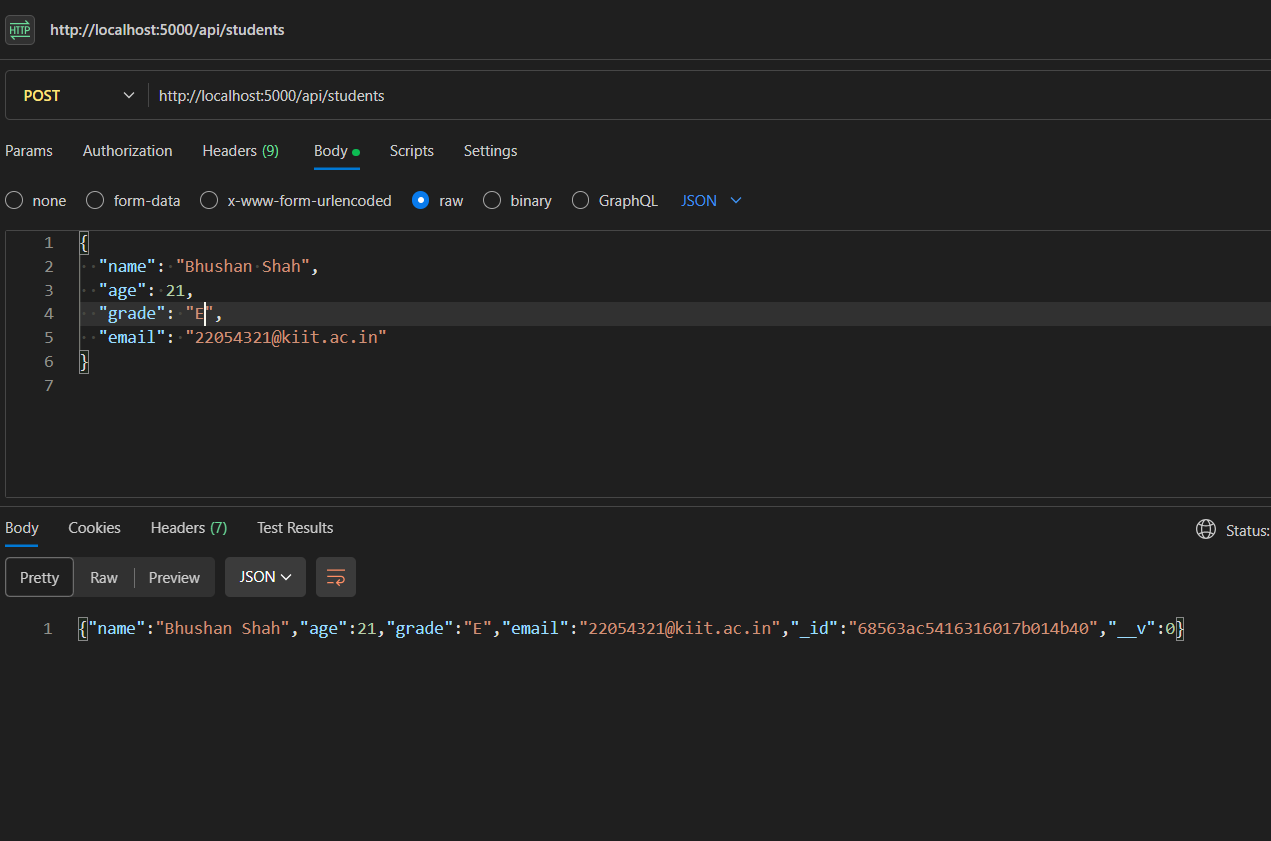 HTTP http://localhost:5000/api/students
POST http://localhost:5000/api/students
Params Authorization Headers (9) Body Scripts Settings
none form-data x-www-form-urlencoded raw binary GraphQL JSON
1 {
2 "name": "Bhushan Shah",
3 "age": 21,
4 "grade": "E",
5 "email": "22054321@kiit.ac.in"
6 }
7
Body Cookies Headers (7) Test Results Status:
Pretty Raw Preview JSON
1 {"name":"Bhushan Shah","age":21,"grade":"E","email":"22054321@kiit.ac.in","_id":"68563ac5416316017b014b40","__v":0}